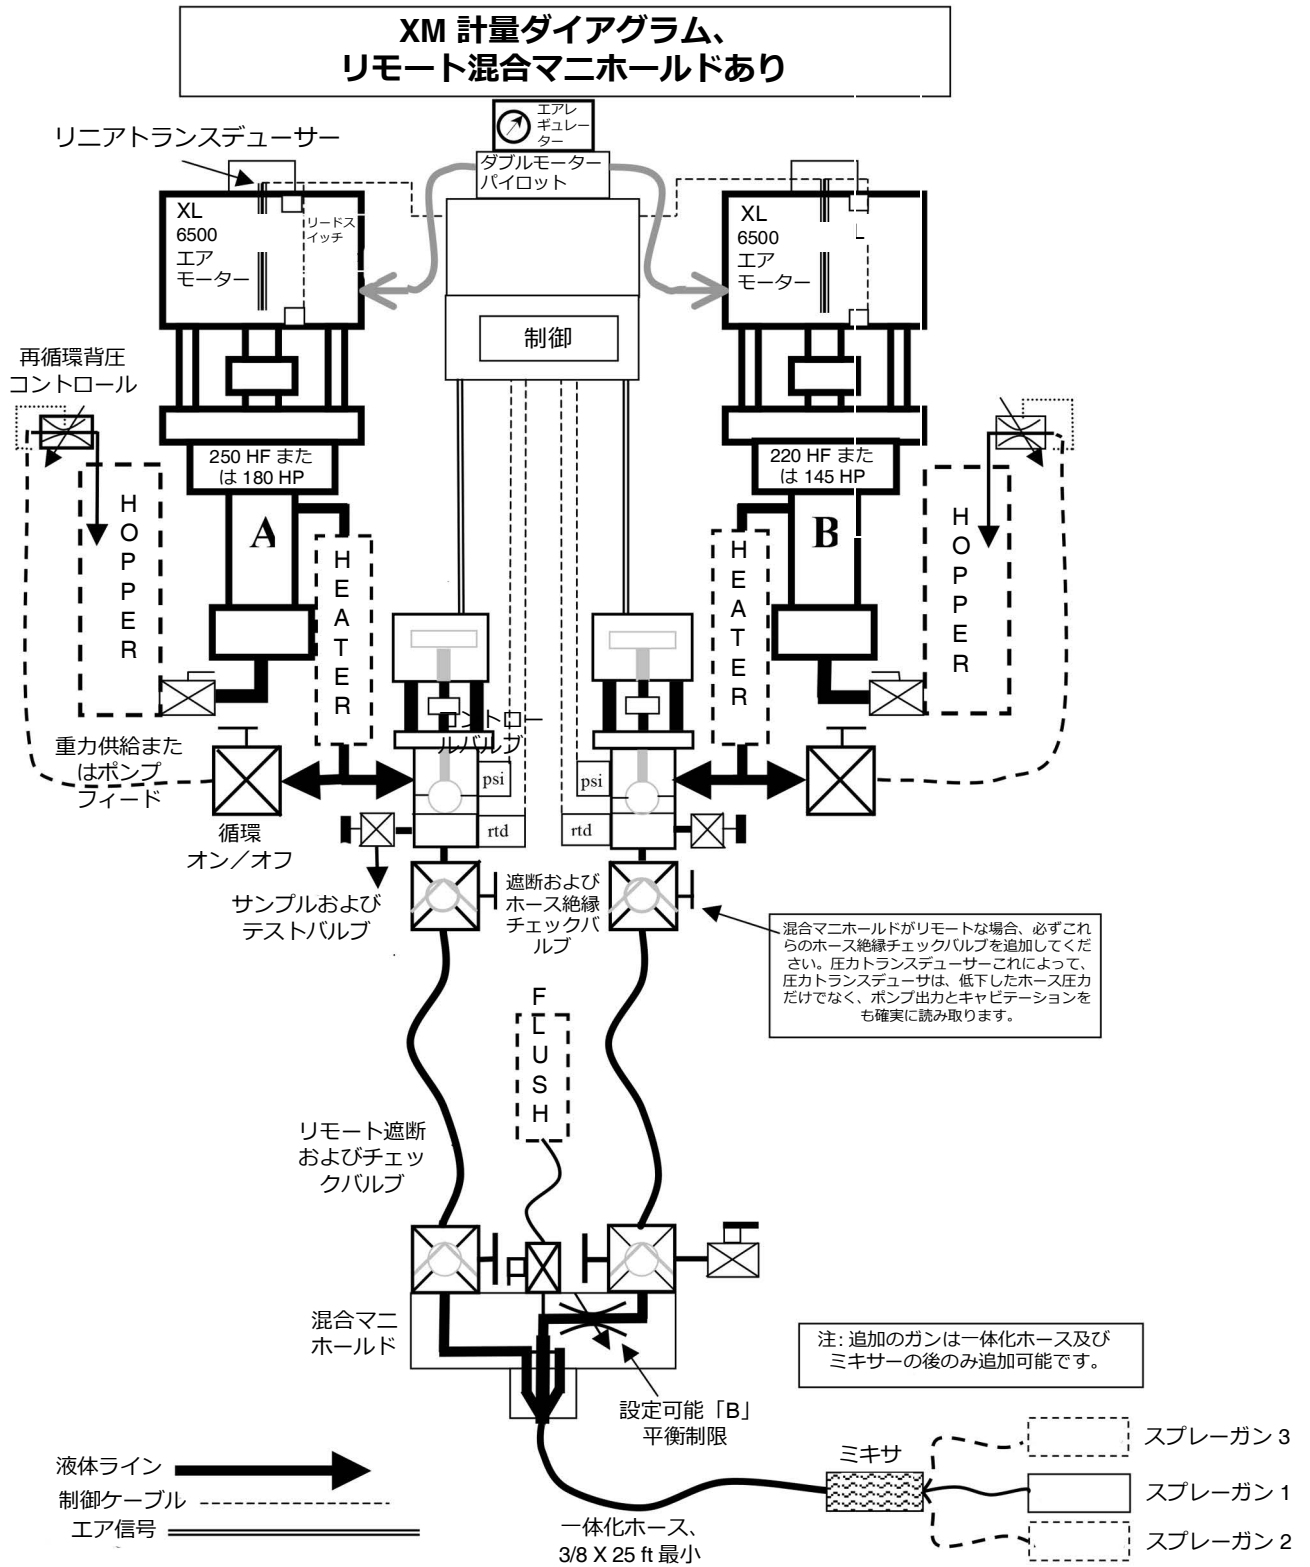 XM 計量ダイアグラム、
リモート混合マニホールドあり
エアレ
ギュレー
ター
リニアトランスデューサー
ダブルモーター
パイロット
XL
6500
エア
モーター
リードス
イッチ
XL
6500
エア
モーター
制御
再循環背圧
コントロール
250 HF また
は 180 HP
220 HF また
は 145 HP
HOPPER
A
HEATER
HEATER
B
HOPPER
コントロー
ルバルブ
重力供給また
はポンプ
フィード
psi
psi
rtd
rtd
循環
オン／オフ
サンプルおよび
テストバルブ
遮断および
ホース絶縁
チェックバ
ルブ
混合マニホールドがリモートな場合、必ずこれ
らのホース絶縁チェックバルブを追加してくだ
さい。圧力トランスデューサーこれによって、
圧力トランスデューサは、低下したホース圧力
だけでなく、ポンプ出力とキャビテーションを
も確実に読み取ります。
FLUSH
リモート遮断
およびチェッ
クバルブ
混合マニ
ホールド
注: 追加のガンは一体化ホース及び
ミキサーの後のみ追加可能です。
設定可能「B」
平衡制限
ミキサ
スプレーガン 3
スプレーガン 1
スプレーガン 2
液体ライン
制御ケーブル
エア信号
一体化ホース、
3/8 X 25 ft 最小